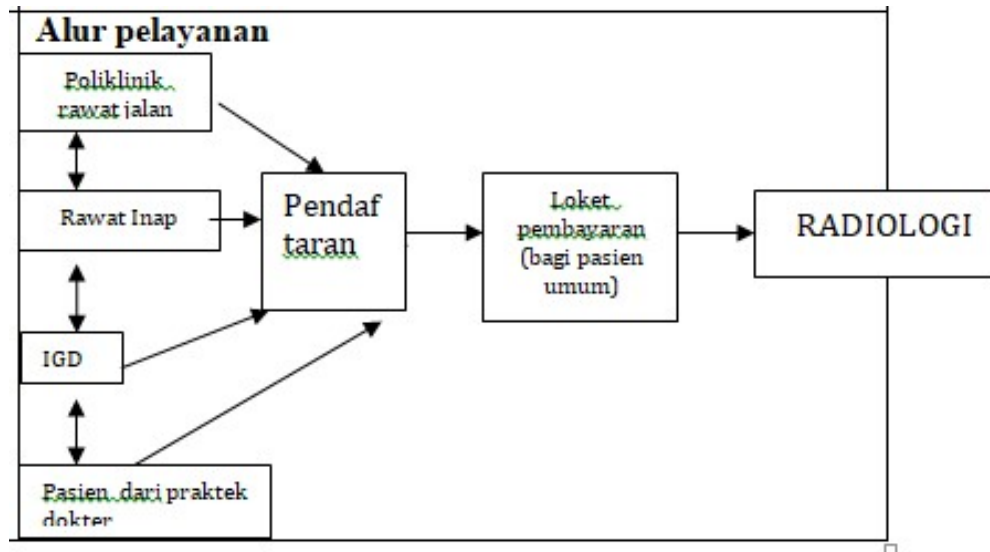 Alur pelayanan
Poliklinik
rawat jalan
Rawat Inap
IGD
Pasien dari praktek
dokter
Pendaf
taran
Loket
pembayaran
(bagi pasien
umum)
RADIOLOGI